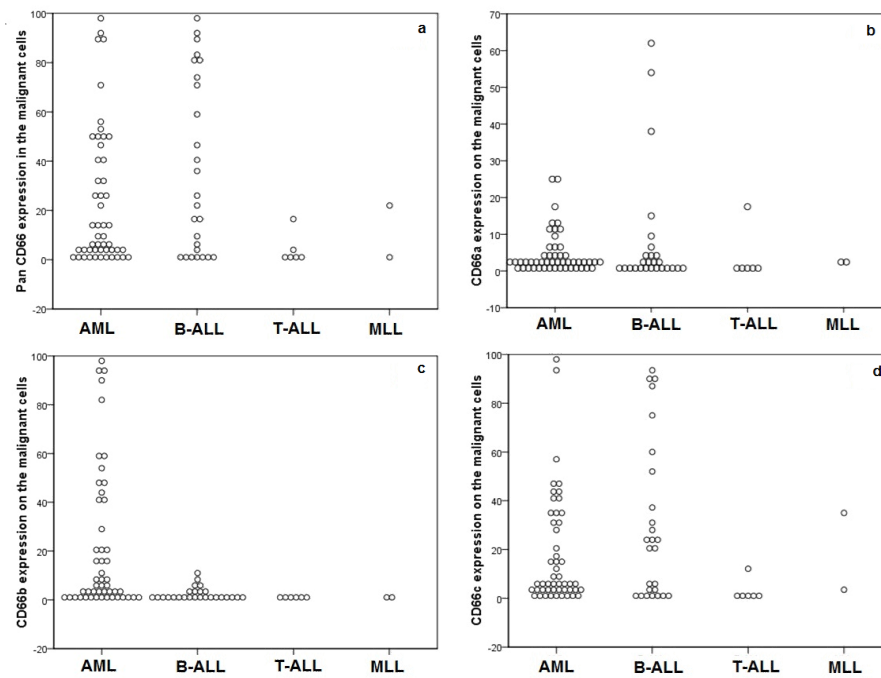 a
Pan CD66 expression in the malignant cells
100
80
60
40
20
0
-20
AML B-ALL T-ALL MLL
b
CD66a expression on the malignant cells
70
60
50
40
30
20
10
0
-10
AML B-ALL T-ALL MLL
c
CD66b expression on the malignant cells
100
80
60
40
20
0
-20
AML B-ALL T-ALL MLL
d
CD66c expression on the malignant cells
100
80
60
40
20
0
-20
AML B-ALL T-ALL MLL